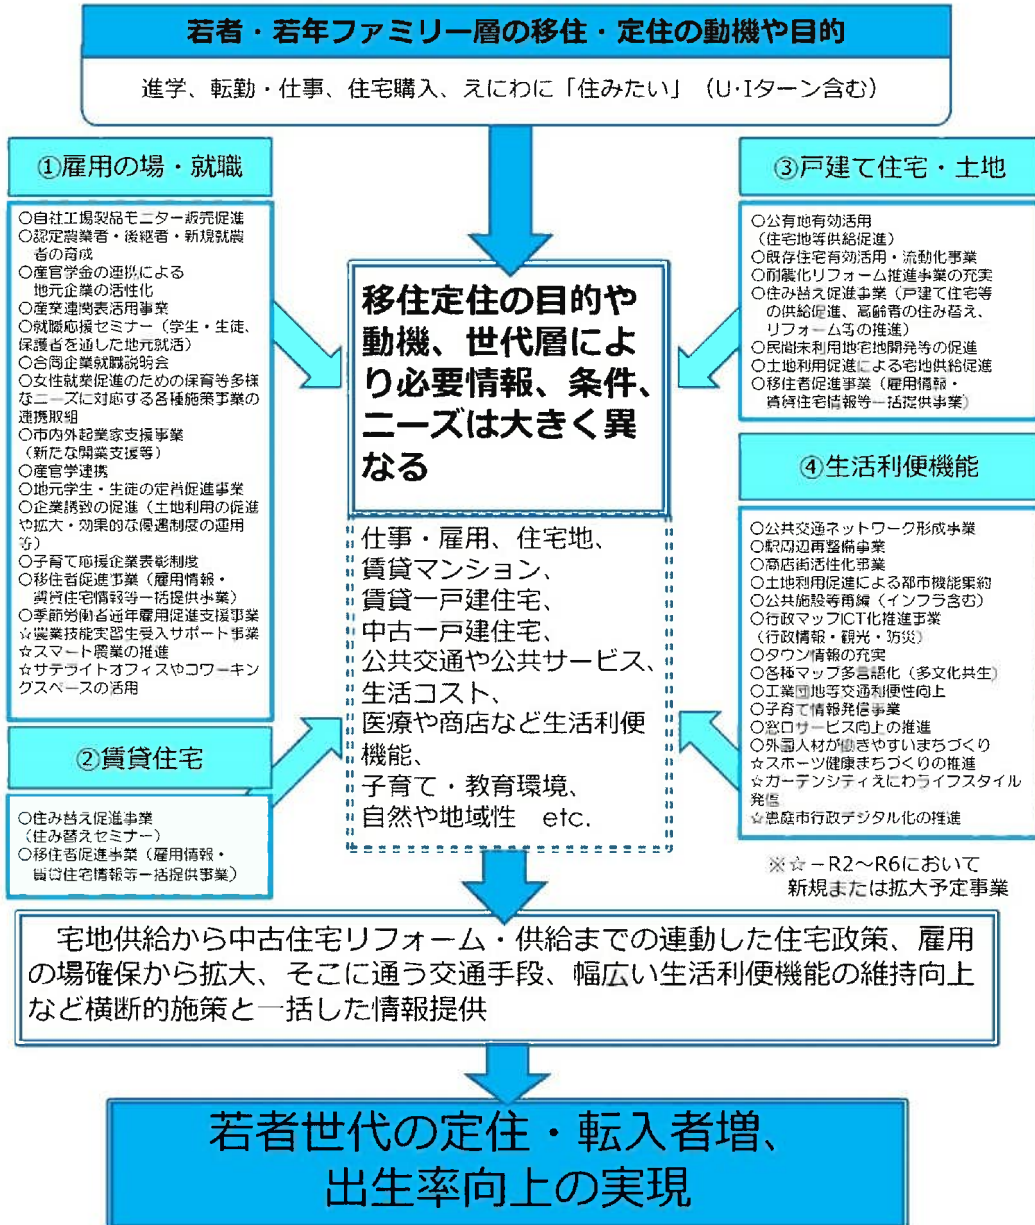 若者・若年ファミリー層の移住・定住の動機や目的
進学、転勤・仕事、住宅購入、えにわに「住みたい」（U・Iターン含む）
①雇用の場・就職
○自社工場製品モニター販売促進
○認定農業者・後継者・新規就農
者の育成
○産官学金の連携による
地元企業の活性化
○産業連関表活用事業
○就職応援セミナー（学生・生徒、
保護者を通した地元就活）
○合同企業就職説明会
○女性就業促進のための保育等多様
なニーズに対応する各種施策事業の
連携取組
○市内外起業家支援事業
（新たな開業支援等）
○産官学連携
○地元学生・生徒の定着促進事業
○企業誘致の促進（土地利用の促進
や拡大・効果的な優遇制度の運用
等）
○子育て応援企業表彰制度
○移住者促進事業（雇用情報・
賃貸住宅情報等一括提供事業）
○季節労働者通年雇用促進支援事業
☆農業技能実習生受入サポート事業
☆スマート農業の推進
☆サテライトオフィスやコワーキン
グスペースの活用
②賃貸住宅
○住み替え促進事業
（住み替えセミナー）
○移住者促進事業（雇用情報・
賃貸住宅情報等一括提供事業）
移住定住の目的や
動機、世代層によ
り必要情報、条件、
ニーズは大きく異
なる
仕事・雇用、住宅地、
賃貸マンション、
賃貸一戸建住宅、
中古一戸建住宅、
公共交通や公共サービス、
生活コスト、
医療や商店など生活利便
機能、
子育て・教育環境、
自然や地域性　etc.
③戸建て住宅・土地
○公有地有効活用
（住宅地等供給促進）
○既存住宅有効活用・流動化事業
○耐震化リフォーム推進事業の充実
○住み替え促進事業（戸建て住宅等
の供給促進、高齢者の住み替え、
リフォーム等の推進）
○民間未利用地宅地開発等の促進
○土地利用促進による宅地供給促進
○移住者促進事業（雇用情報・
賃貸住宅情報等一括提供事業）
④生活利便機能
○公共交通ネットワーク形成事業
○駅周辺再整備事業
○商店街活性化事業
○土地利用促進による都市機能集約
○公共施設等再編（インフラ含む）
○行政マップICT化推進事業
（行政情報・観光・防災）
○タウン情報の充実
○各種マップ多言語化（多文化共生）
○工業団地等交通利便性向上
○子育て情報発信事業
○窓口サービス向上の推進
○外国人材が働きやすいまちづくり
☆スポーツ健康まちづくりの推進
☆ガーデンシティえにわライフスタイル
発信
☆恵庭市行政デジタル化の推進
※☆－R2～R6において
新規または拡大予定事業
宅地供給から中古住宅リフォーム・供給までの連動した住宅政策、雇用
の場確保から拡大、そこに通う交通手段、幅広い生活利便機能の維持向上
など横断的施策と一括した情報提供
若者世代の定住・転入者増、
出生率向上の実現